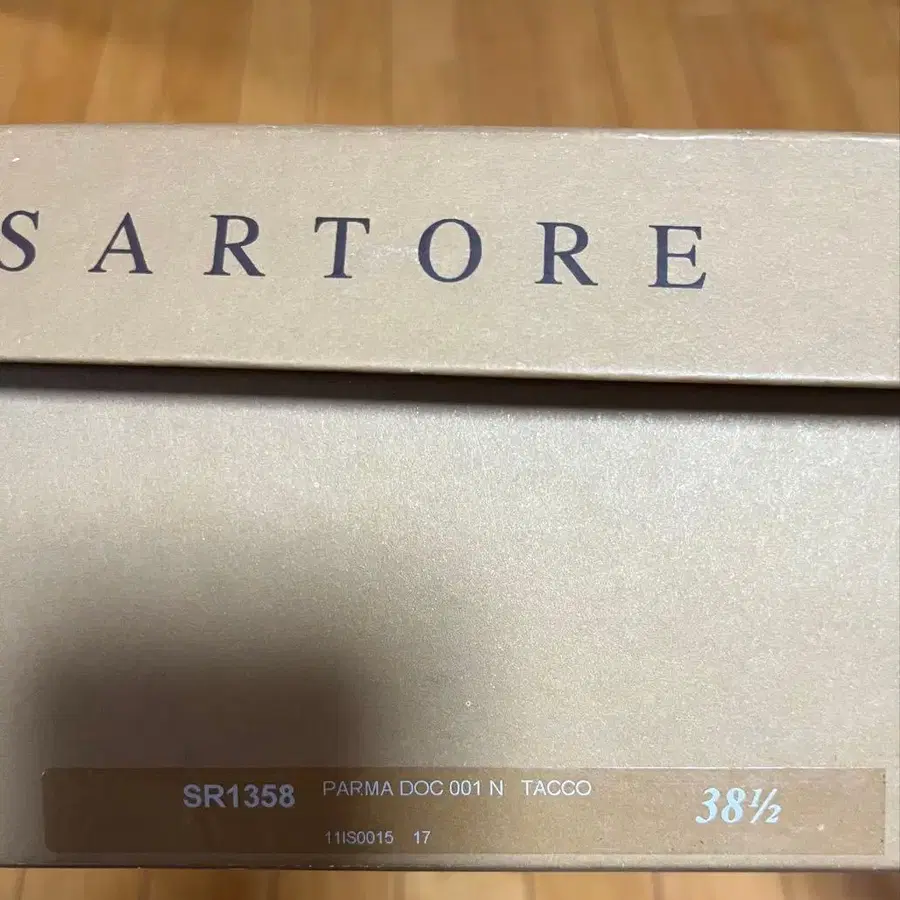 SARTORE
SR1358 PARMA DOC 001 N TACCO 38½
11IS0015 17